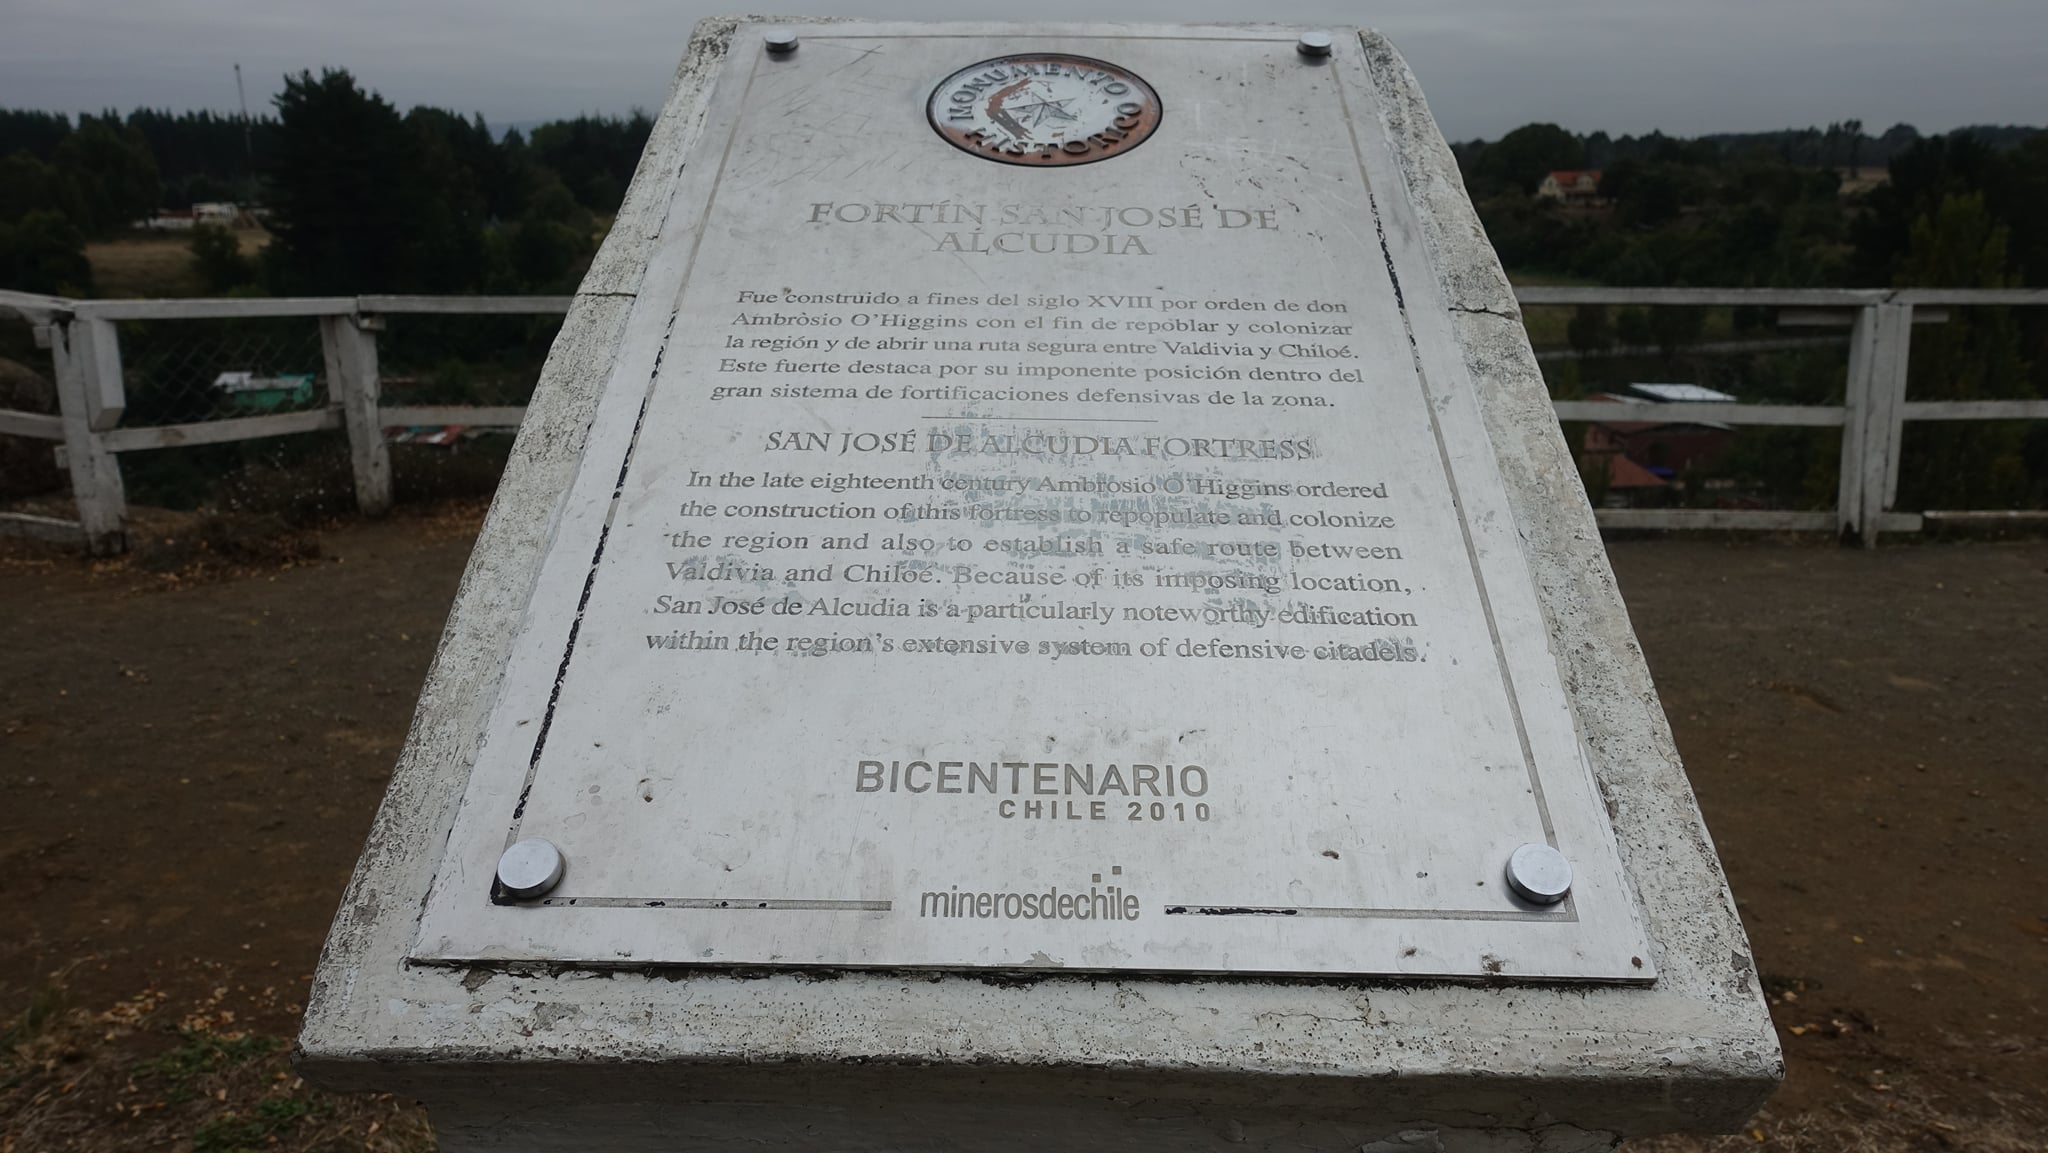 MONUMENTO HISTORICO
FORTÍN SAN JOSÉ DE
ALCUDIA
Fue construido a fines del siglo XVIII por orden de don
Ambròsio O'Higgins con el fin de repoblar y colonizar
la región y de abrir una ruta segura entre Valdivia y Chiloé.
Este fuerte destaca por su imponente posición dentro del
gran sistema de fortificaciones defensivas de la zona.
SAN JOSÉ DE ALCUDIA FORTRESS
In the late eighteenth century Ambrosio O'Higgins ordered
the construction of this fortress to repopulate and colonize
the region and also to establish a safe route between
Valdivia and Chiloé. Because of its imposing location,
San José de Alcudia is a particularly noteworthy edification
within the region's extensive system of defensive citadels.
BICENTENARIO
CHILE 2010
minerosdechile